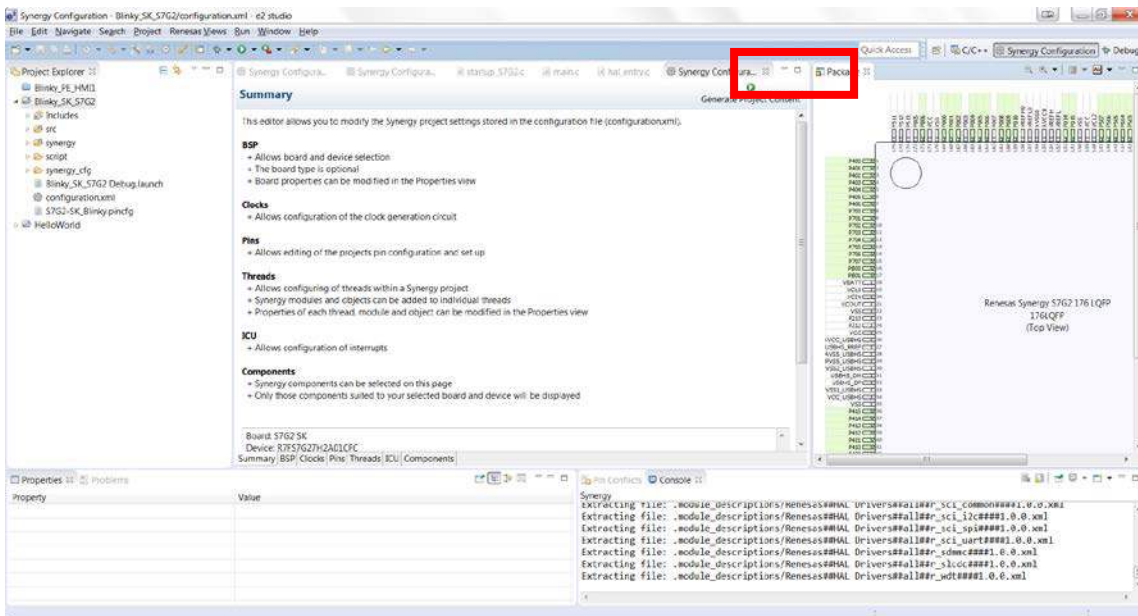 Synergy Configuration - Blinky_SK_S7G2/configuration.xml - e2 studio
File Edit Navigate Search Project Renesas Views Run Window Help
Quick Access
C/C++
Synergy Configuration
Debug
Project Explorer
Blinky_PE_HMI1
Blinky_SK_S7G2
Includes
src
synergy
script
synergy_cfg
Blinky_SK_S7G2 Debug.launch
configuration.xml
S7G2-SK_Blinky.pincfg
HelloWorld
Synergy Configura...
Synergy Configura...
startup_S7G2.c
main.c
hal_entry.c
Synergy Configura...
Summary
Generate Project Content
This editor allows you to modify the Synergy project settings stored in the configuration file (configuration.xml).
BSP
Allows board and device selection
The board type is optional
Board properties can be modified in the Properties view
Clocks
Allows configuration of the clock generation circuit
Pins
Allows editing of the projects pin configuration and set up
Threads
Allows configuring of threads within a Synergy project
Synergy modules and objects can be added to individual threads
Properties of each thread, module and object can be modified in the Properties view
ICU
Allows configuration of interrupts
Components
Synergy components can be selected on this page
Only those components suited to your selected board and device will be displayed
Board: S7G2 SK
Device: R7FS7G27H2A01CFC
Summary BSP Clocks Pins Threads ICU Components
Package
Renesas Synergy S7G2 176 LQFP
176LQFP
(Top View)
Properties
Problems
Property Value
Pin Conflicts
Console
Synergy
Extracting file: .module_descriptions/Renesas##HAL Drivers##all##r_sci_common####1.0.0.xml
Extracting file: .module_descriptions/Renesas##HAL Drivers##all##r_sci_i2c####1.0.0.xml
Extracting file: .module_descriptions/Renesas##HAL Drivers##all##r_sci_spi####1.0.0.xml
Extracting file: .module_descriptions/Renesas##HAL Drivers##all##r_sci_uart####1.0.0.xml
Extracting file: .module_descriptions/Renesas##HAL Drivers##all##r_sdmmc####1.0.0.xml
Extracting file: .module_descriptions/Renesas##HAL Drivers##all##r_slcdc####1.0.0.xml
Extracting file: .module_descriptions/Renesas##HAL Drivers##all##r_wdt####1.0.0.xml